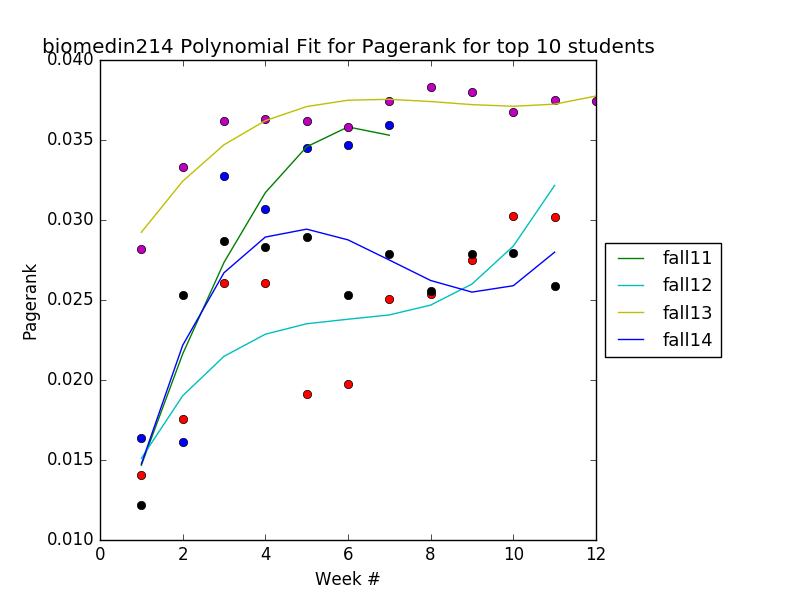 biomedin214 Polynomial Fit for Pagerank for top 10 students
0.040
0.035
0.030
0.025
0.020
0.015
0.010
Pagerank
0 2 4 6 8 10 12
Week #
fall11
fall12
fall13
fall14